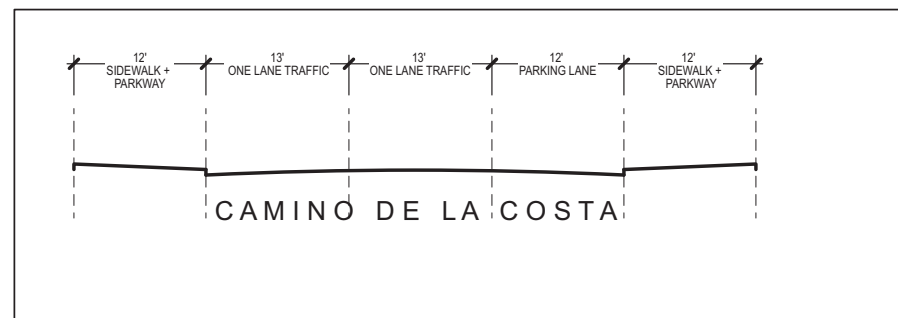 12'
SIDEWALK +
PARKWAY
13'
ONE LANE TRAFFIC
13'
ONE LANE TRAFFIC
12'
PARKING LANE
12'
SIDEWALK +
PARKWAY
CAMINO DE LA COSTA